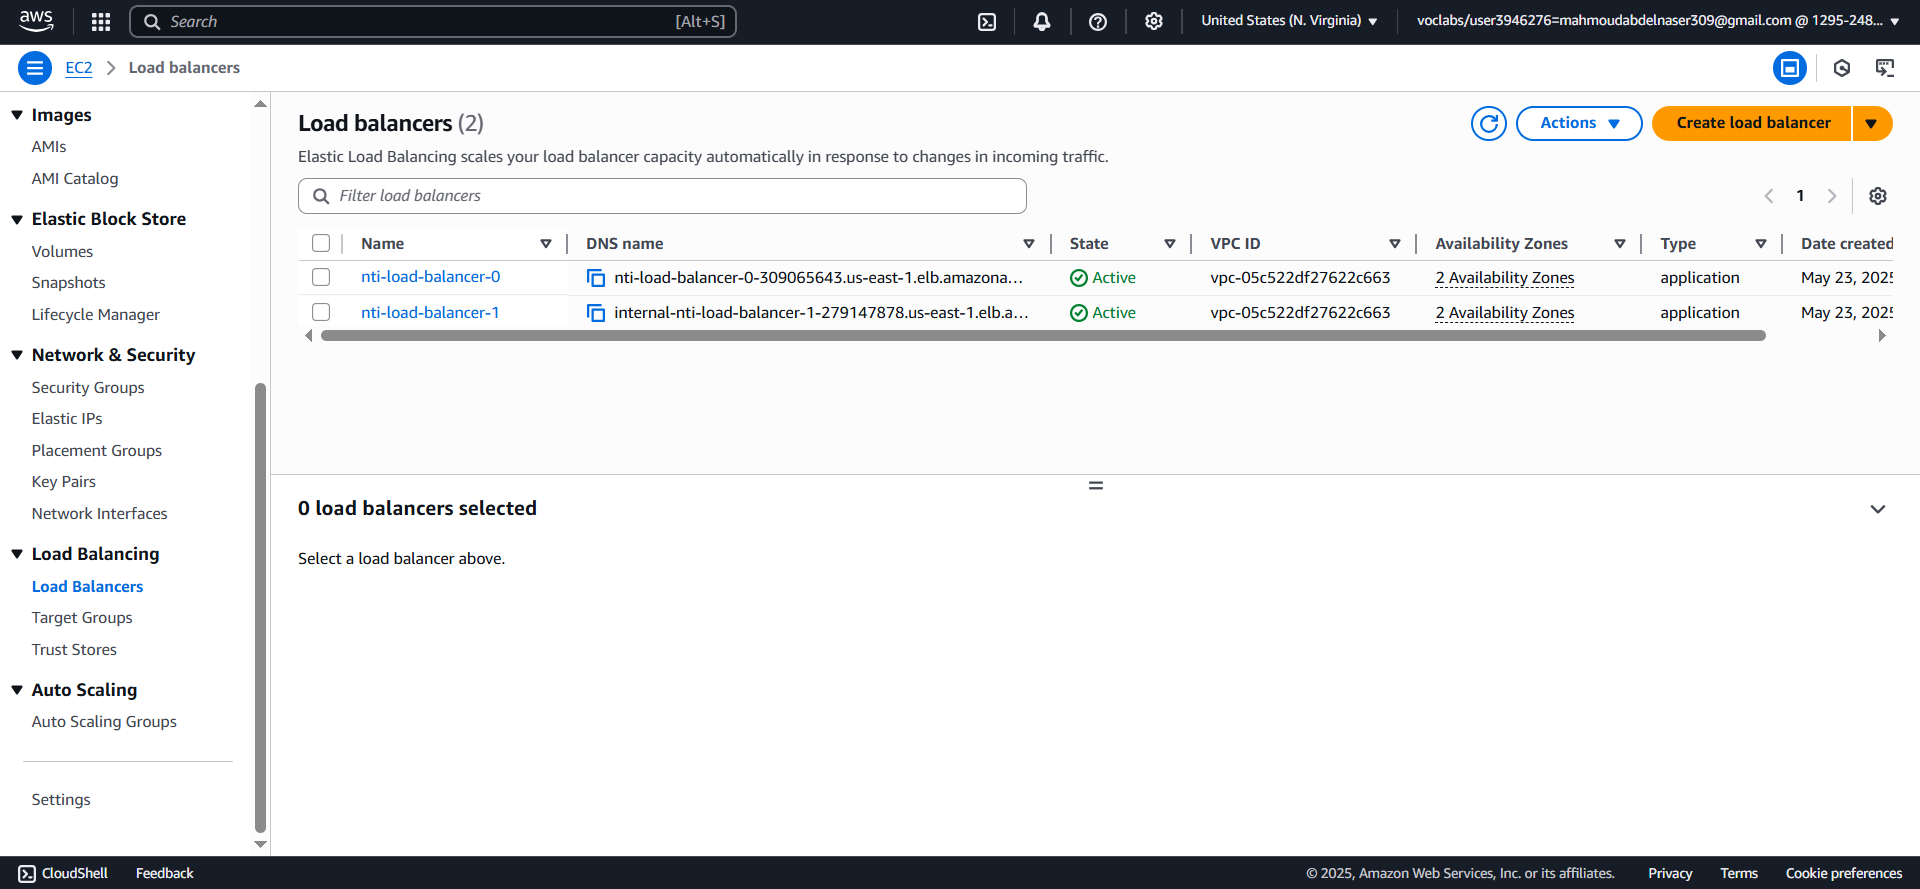 aws
Search [Alt+S]
United States (N. Virginia)
voclabs/user3946276=mahmoudabdelnaser309@gmail.com @ 1295-248...
EC2 > Load balancers
Images
AMIs
AMI Catalog
Elastic Block Store
Volumes
Snapshots
Lifecycle Manager
Network & Security
Security Groups
Elastic IPs
Placement Groups
Key Pairs
Network Interfaces
Load Balancing
Load Balancers
Target Groups
Trust Stores
Auto Scaling
Auto Scaling Groups
Settings
Load balancers (2)
Actions
Create load balancer
Elastic Load Balancing scales your load balancer capacity automatically in response to changes in incoming traffic.
Filter load balancers
1
Name DNS name State VPC ID Availability Zones Type Date created
nti-load-balancer-0 nti-load-balancer-0-309065643.us-east-1.elb.amazona... Active vpc-05c522df27622c663 2 Availability Zones application May 23, 2025
nti-load-balancer-1 internal-nti-load-balancer-1-279147878.us-east-1.elb.a... Active vpc-05c522df27622c663 2 Availability Zones application May 23, 2025
0 load balancers selected
Select a load balancer above.
CloudShell Feedback
© 2025, Amazon Web Services, Inc. or its affiliates. Privacy Terms Cookie preferences